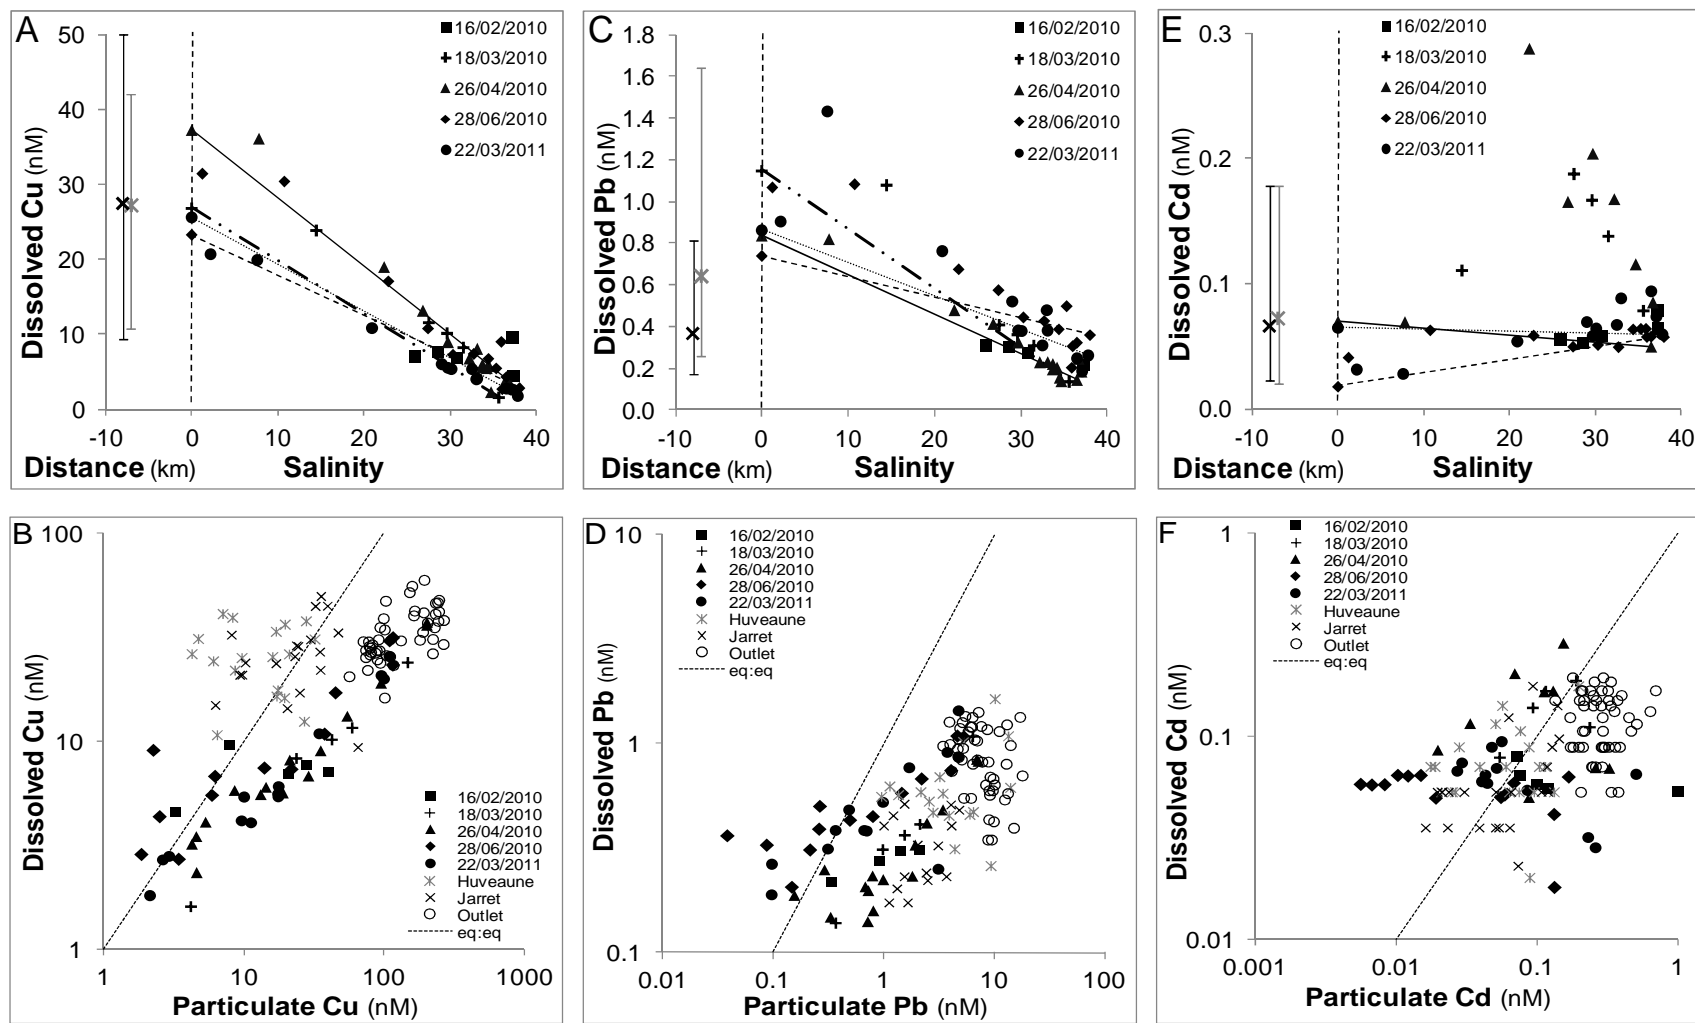 A
Dissolved Cu (nM)
50
40
30
20
10
0
-10
0
10
20
30
40
Distance (km)
Salinity
16/02/2010
18/03/2010
26/04/2010
28/06/2010
22/03/2011
C
Dissolved Pb (nM)
1.8
1.6
1.4
1.2
1.0
0.8
0.6
0.4
0.2
0.0
-10
0
10
20
30
40
Distance (km)
Salinity
16/02/2010
18/03/2010
26/04/2010
28/06/2010
22/03/2011
E
Dissolved Cd (nM)
0.3
0.2
0.1
0.0
-10
0
10
20
30
40
Distance (km)
Salinity
16/02/2010
18/03/2010
26/04/2010
28/06/2010
22/03/2011
B
Dissolved Cu (nM)
100
10
1
1
10
100
1000
Particulate Cu (nM)
16/02/2010
18/03/2010
26/04/2010
28/06/2010
22/03/2011
Huveaune
Jarret
Outlet
eq:eq
D
Dissolved Pb (nM)
10
1
0.1
0.01
0.1
1
10
100
Particulate Pb (nM)
16/02/2010
18/03/2010
26/04/2010
28/06/2010
22/03/2011
Huveaune
Jarret
Outlet
eq:eq
F
Dissolved Cd (nM)
1
0.1
0.01
0.001
0.01
0.1
1
Particulate Cd (nM)
16/02/2010
18/03/2010
26/04/2010
28/06/2010
22/03/2011
Huveaune
Jarret
Outlet
eq:eq